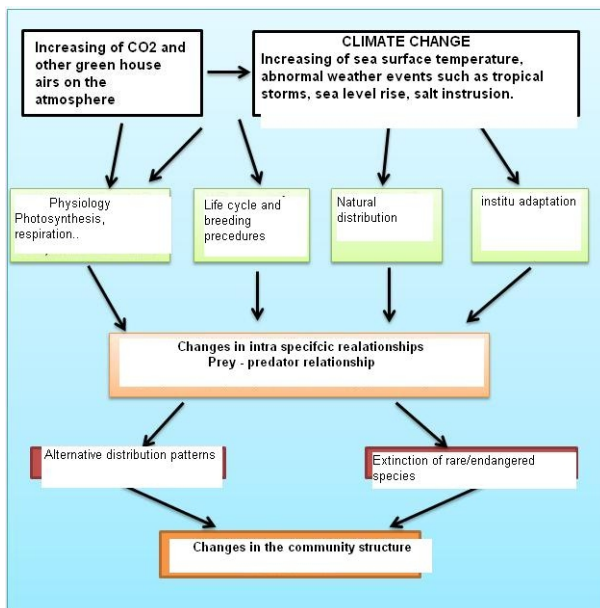 Increasing of CO2 and
other green house
airs on the
atmosphere
CLIMATE CHANGE
Increasing of sea surface temperature,
abnormal weather events such as tropical
storms, sea level rise, salt instrusion.
Physiology
Photosynthesis,
respiration..
Life cycle and
breeding
precedures
Natural
distribution
institu adaptation
Changes in intra specifcic realationships
Prey - predator relationship
Alternative distribution patterns
Extinction of rare/endangered
species
Changes in the community structure